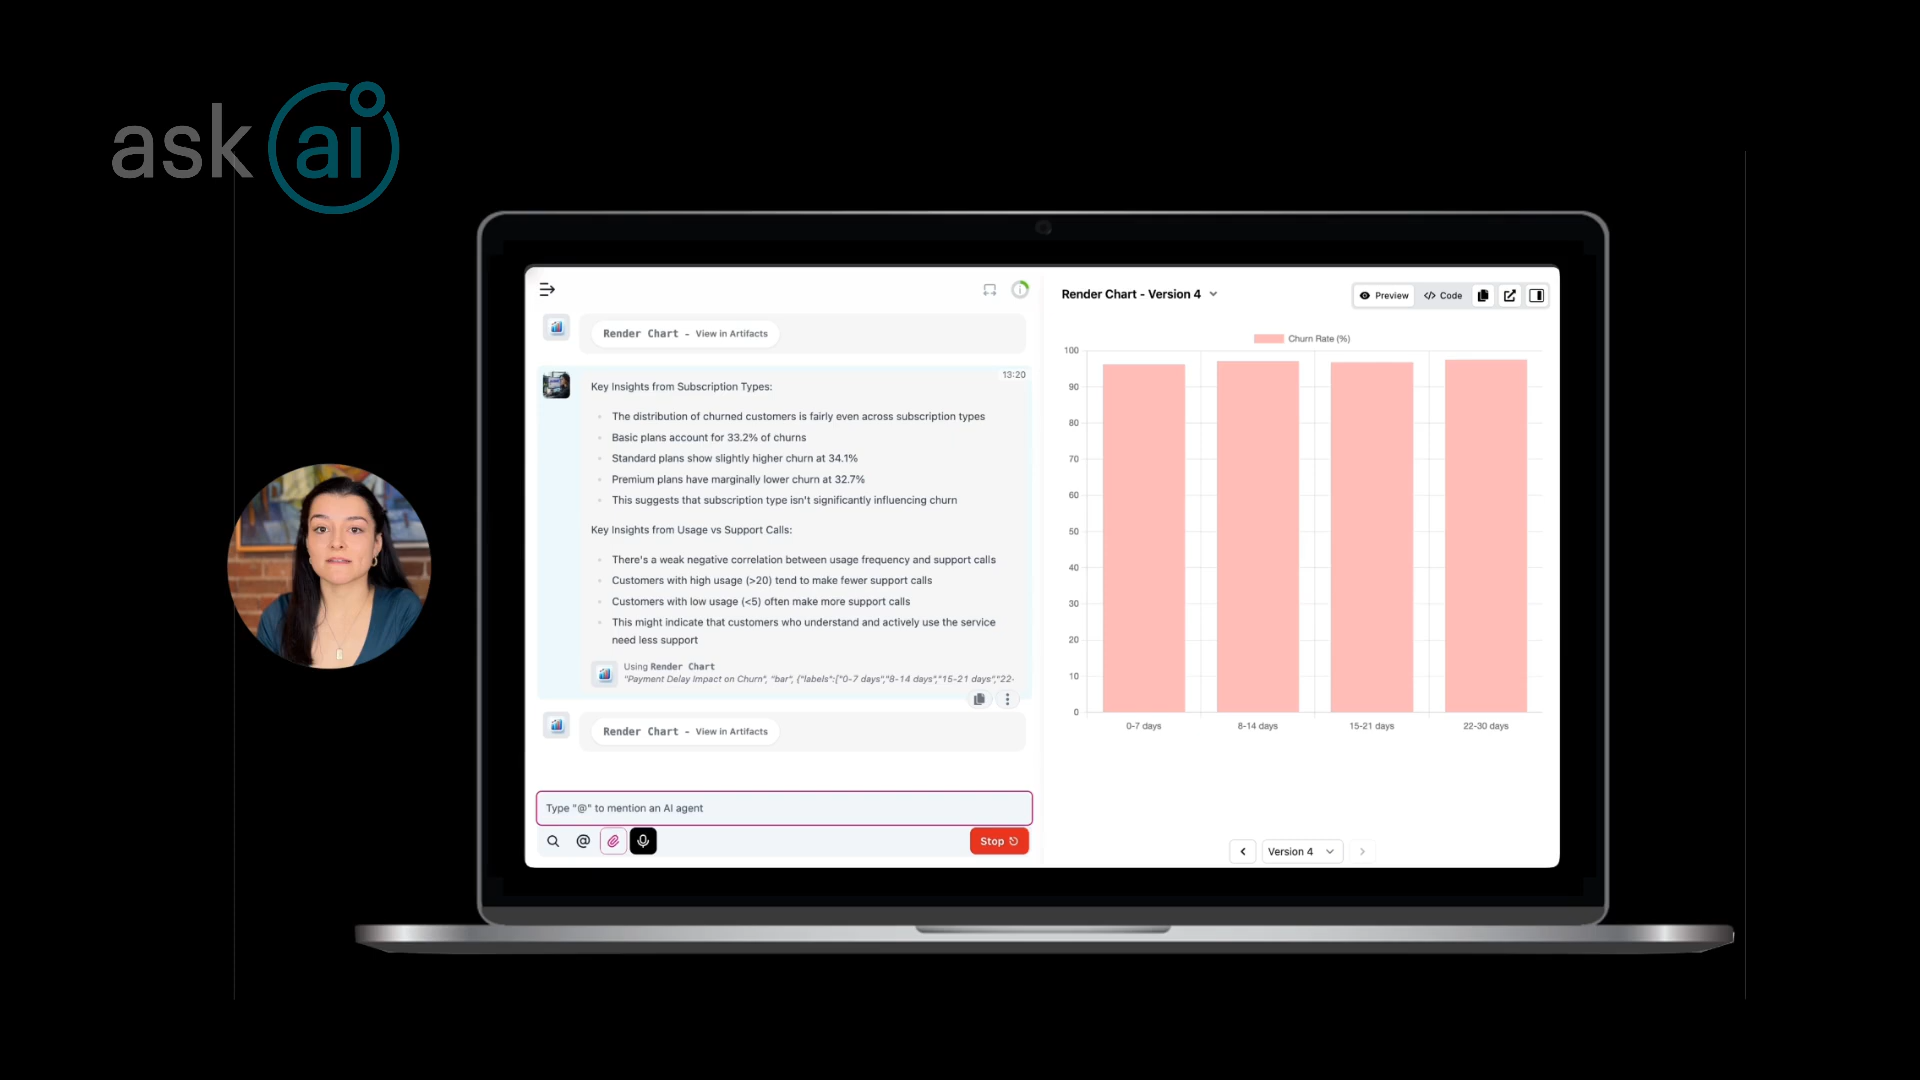 ask ai
Render Chart - View in Artifacts
13:20
Key Insights from Subscription Types:
The distribution of churned customers is fairly even across subscription types
Basic plans account for 33.2% of churns
Standard plans show slightly higher churn at 34.1%
Premium plans have marginally lower churn at 32.7%
This suggests that subscription type isn't significantly influencing churn
Key Insights from Usage vs Support Calls:
There's a weak negative correlation between usage frequency and support calls
Customers with high usage (>20) tend to make fewer support calls
Customers with low usage (<5) often make more support calls
This might indicate that customers who understand and actively use the service
need less support
Using Render Chart
"Payment Delay Impact on Churn", "bar", {"labels":["0-7 days","8-14 days","15-21 days","22-
Render Chart - View in Artifacts
Type "@" to mention an AI agent
@
Stop
Render Chart - Version 4
Preview
</> Code
Churn Rate (%)
100
90
80
70
60
50
40
30
20
10
0
0-7 days
8-14 days
15-21 days
22-30 days
Version 4